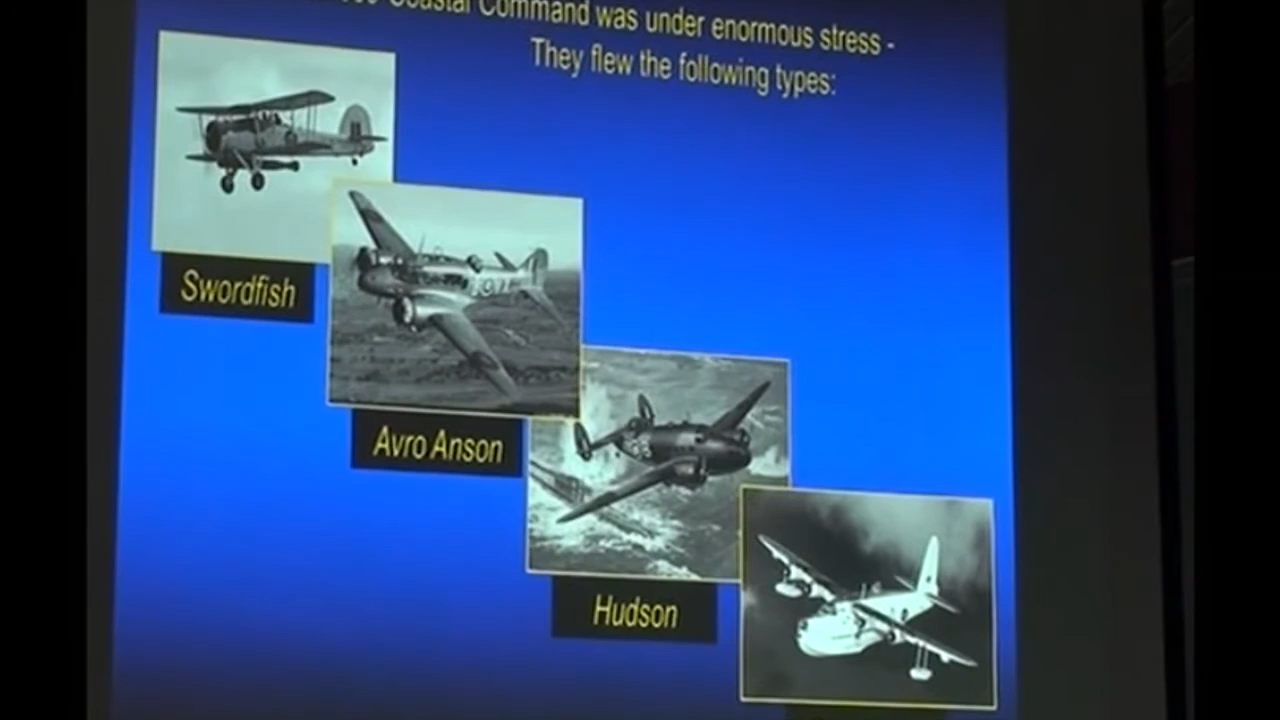 Coastal Command was under enormous stress -
They flew the following types:
Swordfish
Avro Anson
Hudson